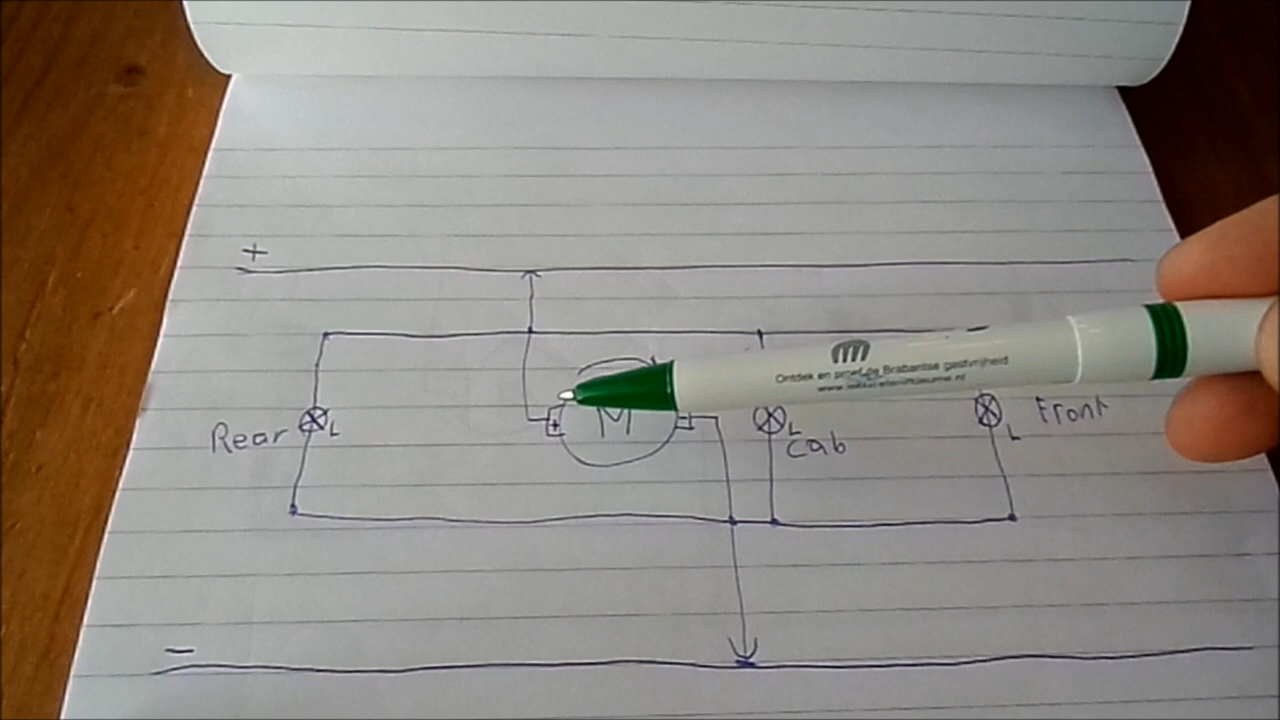 +
Ontdek en proef de Brabantse gastvrijheid
M
+
L
Rear
L
Cab
L
Front
−